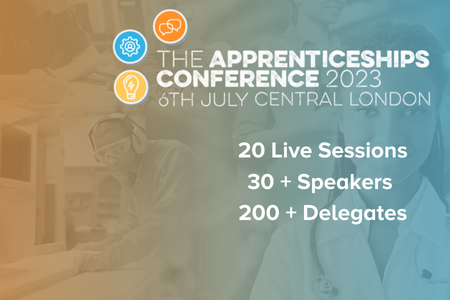 THE APPRENTICESHIPS
CONFERENCE 2023
6TH JULY CENTRAL LONDON
20 Live Sessions
30 + Speakers
200 + Delegates